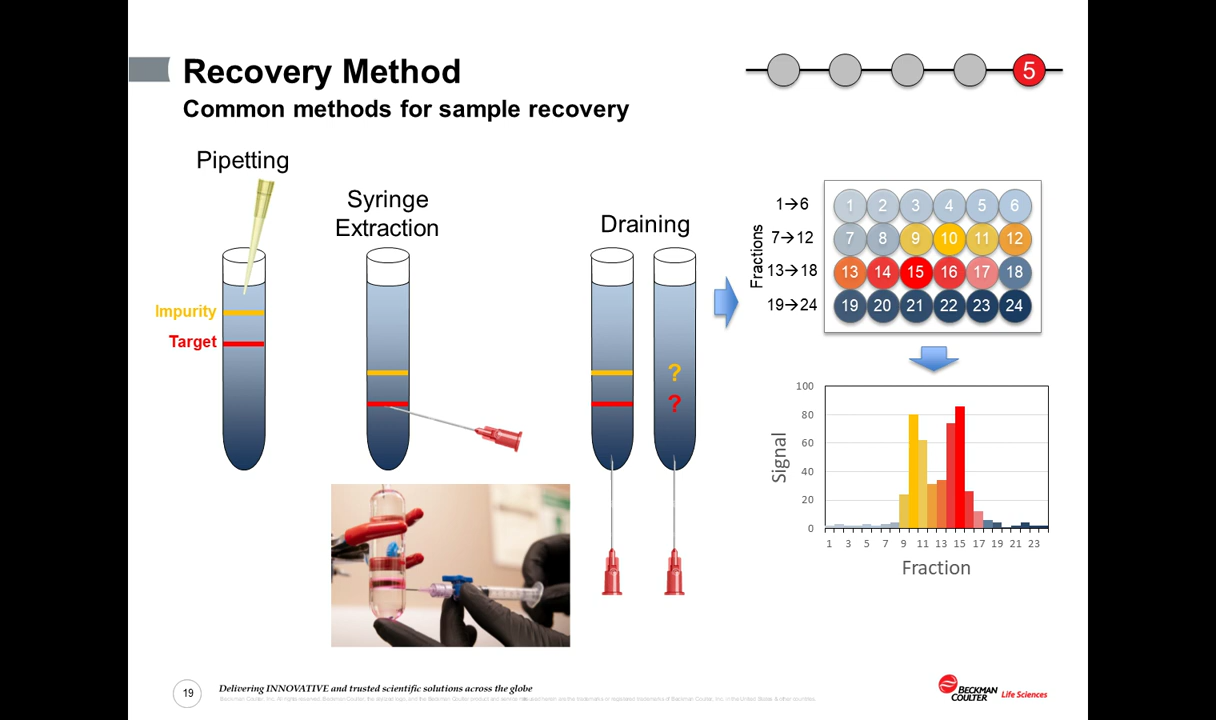 Recovery Method
5
Common methods for sample recovery
Pipetting
Syringe
Extraction
Draining
Impurity
Target
?
?
Fractions
1→6
7→12
13→18
19→24
1 2 3 4 5 6
7 8 9 10 11 12
13 14 15 16 17 18
19 20 21 22 23 24
Signal
100
80
60
40
20
0
1 3 5 7 9 11 13 15 17 19 21 23
Fraction
19
Delivering INNOVATIVE and trusted scientific solutions across the globe
BECKMAN
COULTER
Life Sciences